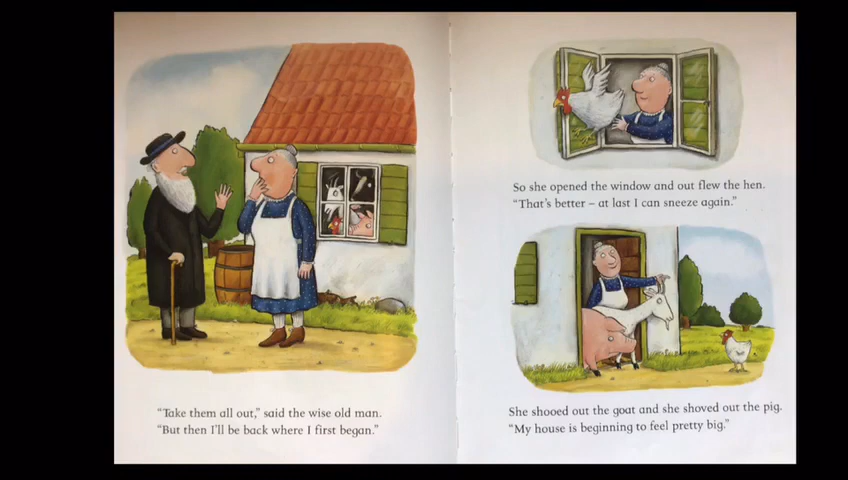 “Take them all out,” said the wise old man.
“But then I’ll be back where I first began.”
So she opened the window and out flew the hen.
“That’s better – at last I can sneeze again.”
She shooed out the goat and she shoved out the pig.
“My house is beginning to feel pretty big.”